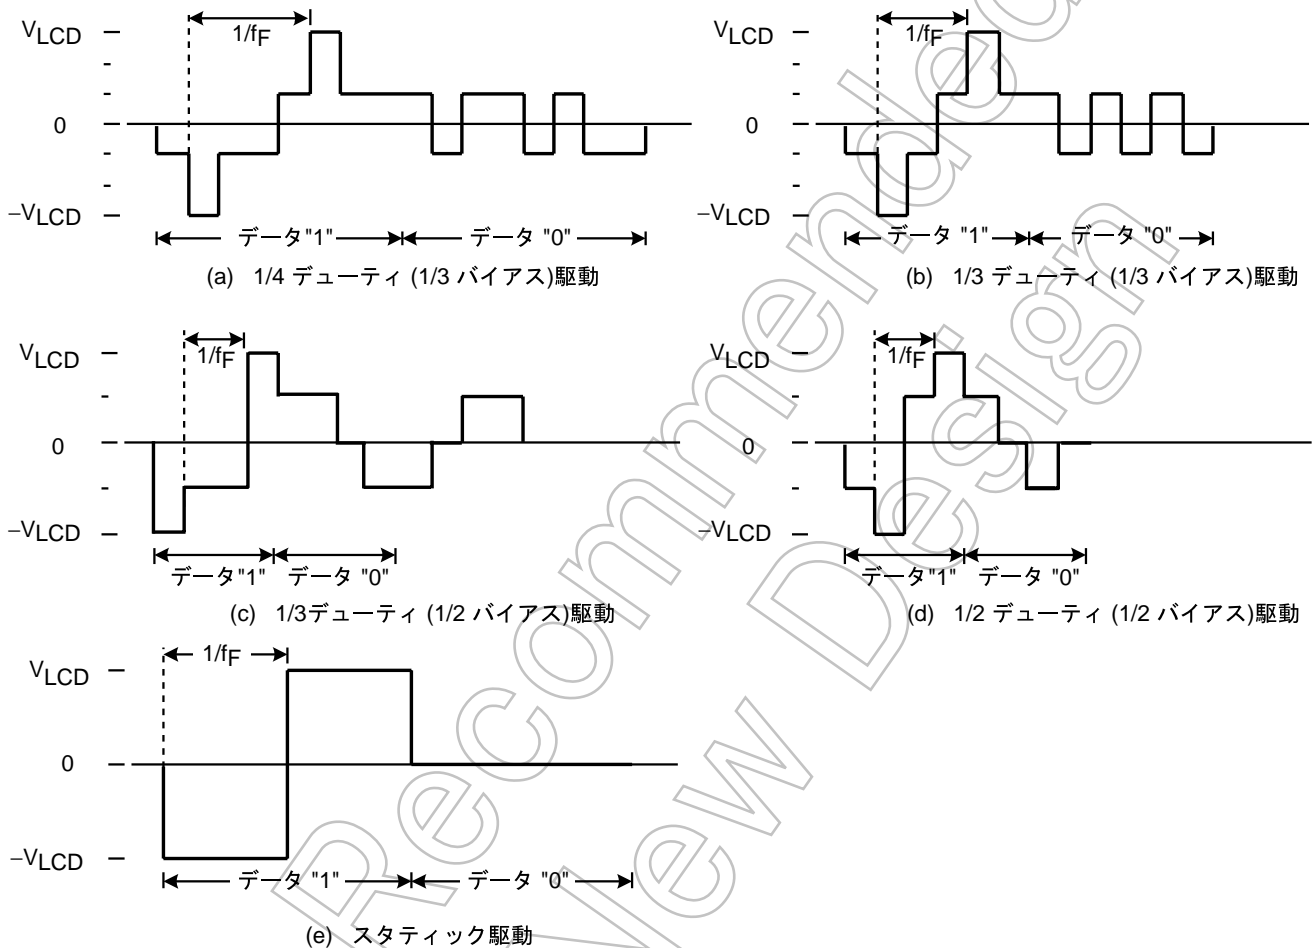 1/fF
VLCD
0
−VLCD
データ"1"
データ "0"
(a) 1/4 デューティ (1/3 バイアス)駆動
1/fF
VLCD
0
−VLCD
データ "1"
データ "0"
(b) 1/3 デューティ (1/3 バイアス)駆動
1/fF
VLCD
0
−VLCD
データ"1"
データ "0"
(c) 1/3デューティ (1/2 バイアス)駆動
1/fF
VLCD
0
−VLCD
データ"1"
データ "0"
(d) 1/2 デューティ (1/2 バイアス)駆動
1/fF
VLCD
0
−VLCD
データ "1"
データ "0"
(e) スタティック駆動
Recommended
New Design